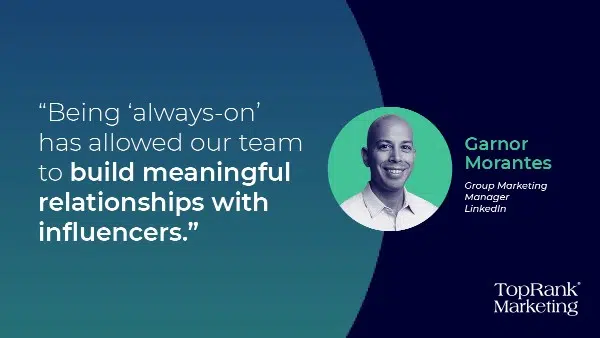 “Being ‘always-on’
has allowed our team
to build meaningful
relationships with
influencers.”
Garnor
Morantes
Group Marketing
Manager
LinkedIn
TopRank®
Marketing